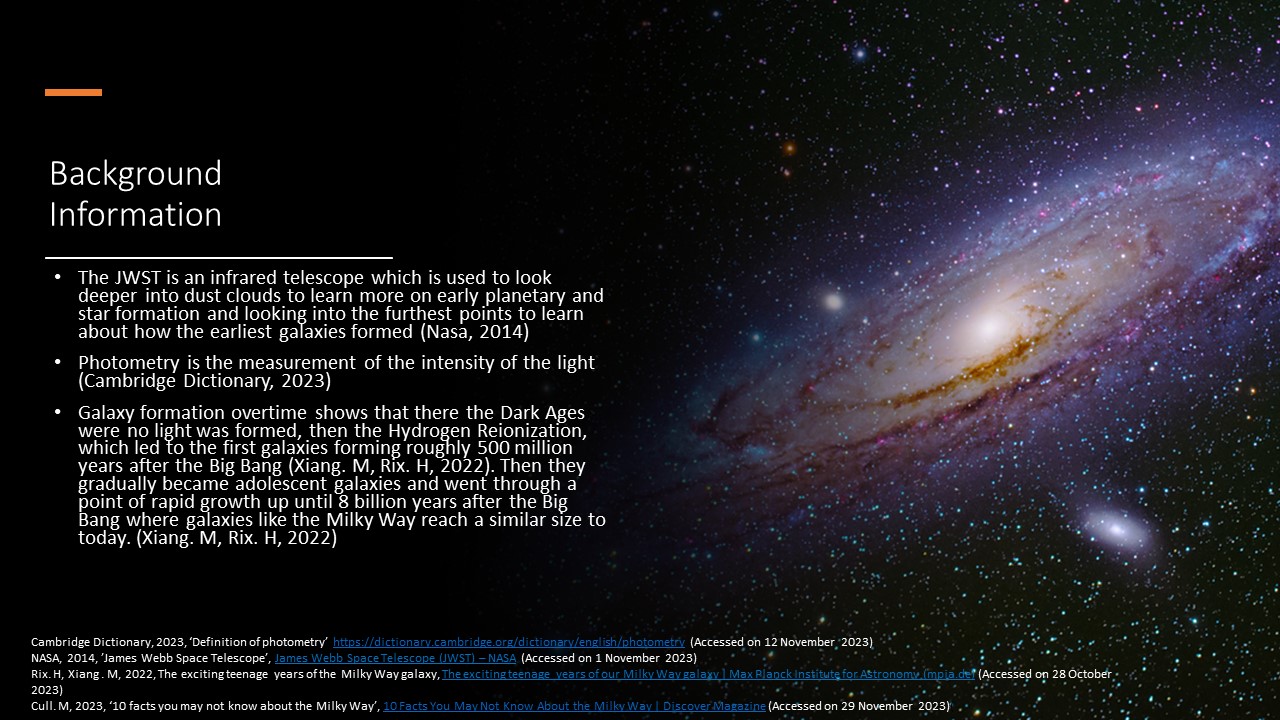 Background
Information
• The JWST is an infrared telescope which is used to look
deeper into dust clouds to learn more on early planetary and
star formation and looking into the furthest points to learn
about how the earliest galaxies formed (Nasa, 2014)
• Photometry is the measurement of the intensity of the light
(Cambridge Dictionary, 2023)
• Galaxy formation overtime shows that there the Dark Ages
were no light was formed, then the Hydrogen Reionization,
which led to the first galaxies forming roughly 500 million
years after the Big Bang (Xiang. M, Rix. H, 2022). Then they
gradually became adolescent galaxies and went through a
point of rapid growth up until 8 billion years after the Big
Bang where galaxies like the Milky Way reach a similar size to
today. (Xiang. M, Rix. H, 2022)
Cambridge Dictionary, 2023, ‘Definition of photometry’ https://dictionary.cambridge.org/dictionary/english/photometry (Accessed on 12 November 2023)
NASA, 2014, ‘James Webb Space Telescope’, James Webb Space Telescope (JWST) – NASA (Accessed on 1 November 2023)
Rix. H, Xiang . M, 2022, The exciting teenage years of the Milky Way galaxy, The exciting teenage years of our Milky Way galaxy | Max Planck Institute for Astronomy (mpia.de) (Accessed on 28 October
2023)
Cull. M, 2023, ‘10 facts you may not know about the Milky Way’, 10 Facts You May Not Know About the Milky Way | Discover Magazine (Accessed on 29 November 2023)